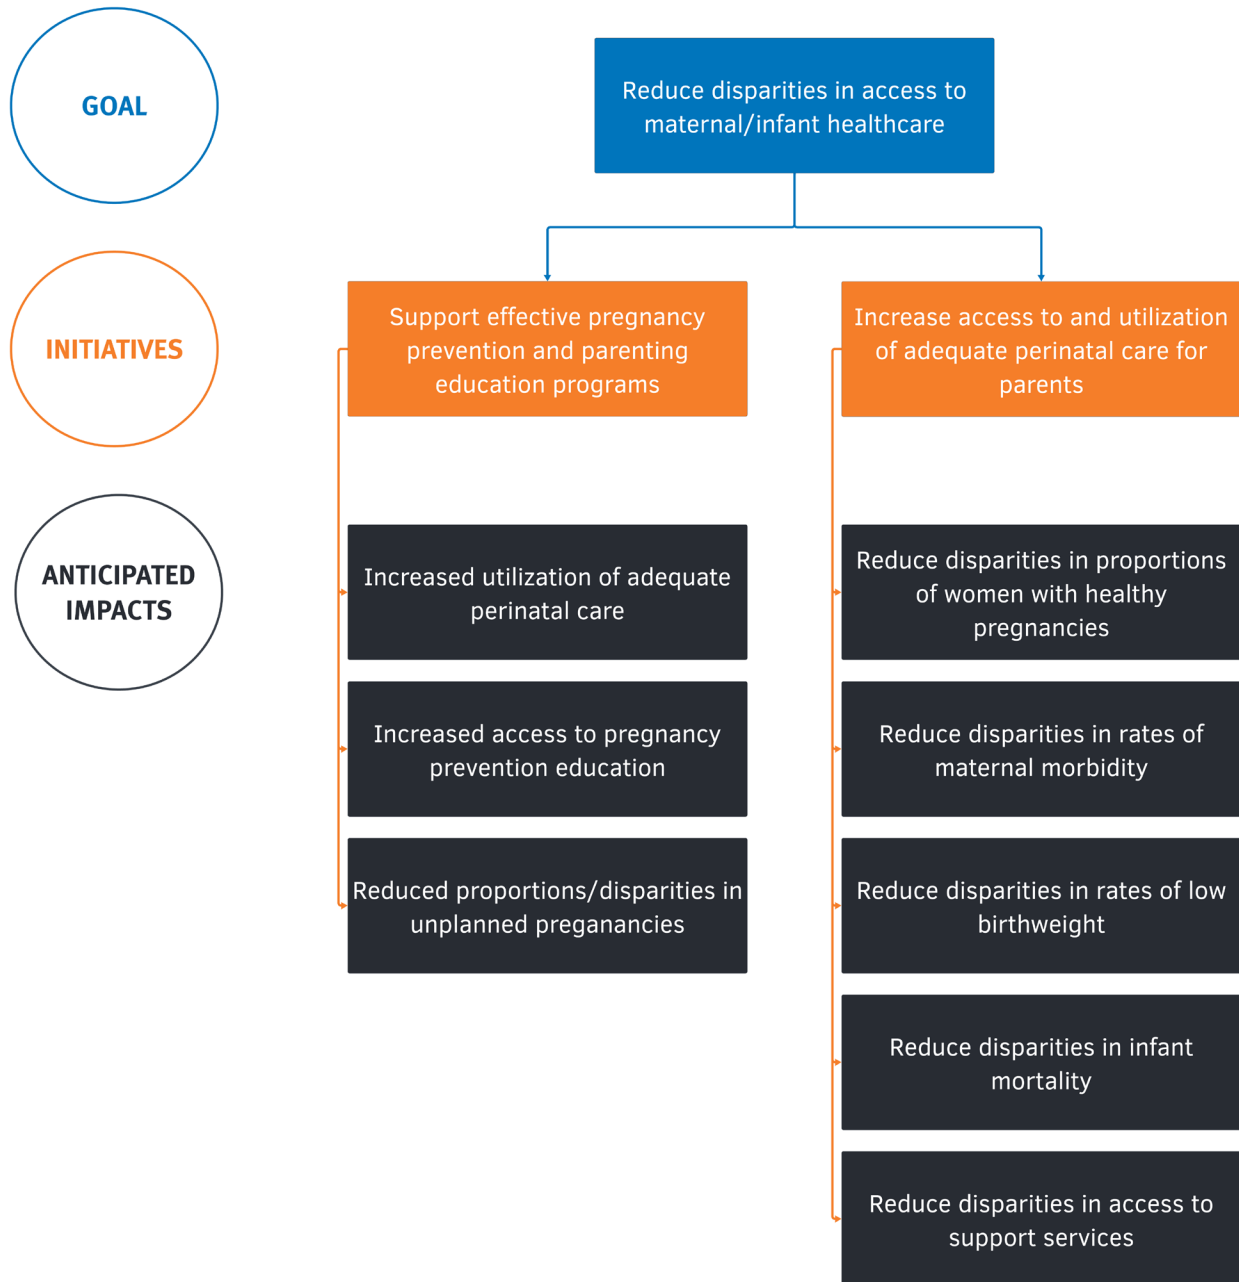 GOAL
Reduce disparities in access to
maternal/infant healthcare
INITIATIVES
Support effective pregnancy
prevention and parenting
education programs
Increase access to and utilization
of adequate perinatal care for
parents
ANTICIPATED
IMPACTS
Increased utilization of adequate
perinatal care
Increased access to pregnancy
prevention education
Reduced proportions/disparities in
unplanned preganancies
Reduce disparities in proportions
of women with healthy
pregnancies
Reduce disparities in rates of
maternal morbidity
Reduce disparities in rates of low
birthweight
Reduce disparities in infant
mortality
Reduce disparities in access to
support services